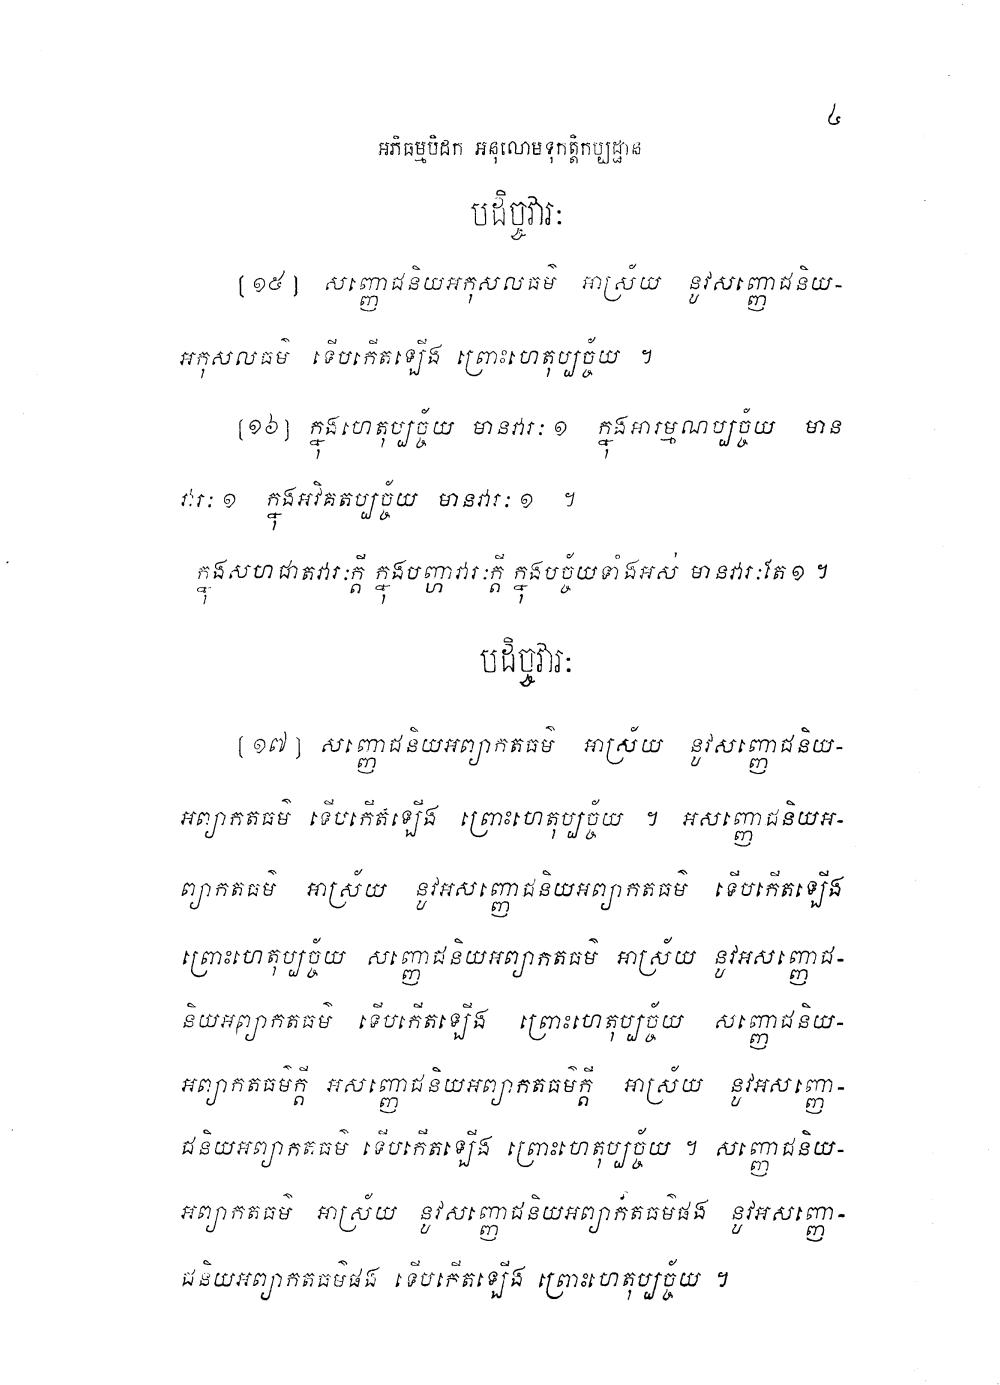 ៤
អភិធម្មបិដក អនុលោមទុកត្តិកប្បដ្ឋាន
បដិច្ចវារៈ
[១៥] សញ្ញោជនិយអកុសលធម៌ អាស្រ័យ នូវសញ្ញោជនិយ-
អកុសលធម៌ ទើបកើតឡើង ព្រោះហេតុប្បច្ច័យ ។
[១៦] ក្នុងហេតុប្បច្ច័យ មានវារៈ ១ ក្នុងអារម្មណប្បច្ច័យ មាន
វារៈ ១ ក្នុងអវិគតប្បច្ច័យ មានវារៈ ១ ។
ក្នុងសហជាតវារៈក្តី ក្នុងបញ្ហាវារៈក្តី ក្នុងបច្ច័យទាំងអស់ មានវារៈតែ ១ ។
បដិច្ចវារៈ
[១៧] សញ្ញោជនិយអព្យាកតធម៌ អាស្រ័យ នូវសញ្ញោជនិយ-
អព្យាកតធម៌ ទើបកើតឡើង ព្រោះហេតុប្បច្ច័យ ។ អសញ្ញោជនិយអ-
ព្យាកតធម៌ អាស្រ័យ នូវអសញ្ញោជនិយអព្យាកតធម៌ ទើបកើតឡើង
ព្រោះហេតុប្បច្ច័យ សញ្ញោជនិយអព្យាកតធម៌ អាស្រ័យ នូវអសញ្ញោជ-
និយអព្យាកតធម៌ ទើបកើតឡើង ព្រោះហេតុប្បច្ច័យ សញ្ញោជនិយ-
អព្យាកតធម៌ក្តី អសញ្ញោជនិយអព្យាកតធម៌ក្តី អាស្រ័យ នូវអសញ្ញោ-
ជនិយអព្យាកតធម៌ ទើបកើតឡើង ព្រោះហេតុប្បច្ច័យ ។ សញ្ញោជនិយ-
អព្យាកតធម៌ អាស្រ័យ នូវសញ្ញោជនិយអព្យាកតធម៌ផង នូវអសញ្ញោ-
ជនិយអព្យាកតធម៌ផង ទើបកើតឡើង ព្រោះហេតុប្បច្ច័យ ។